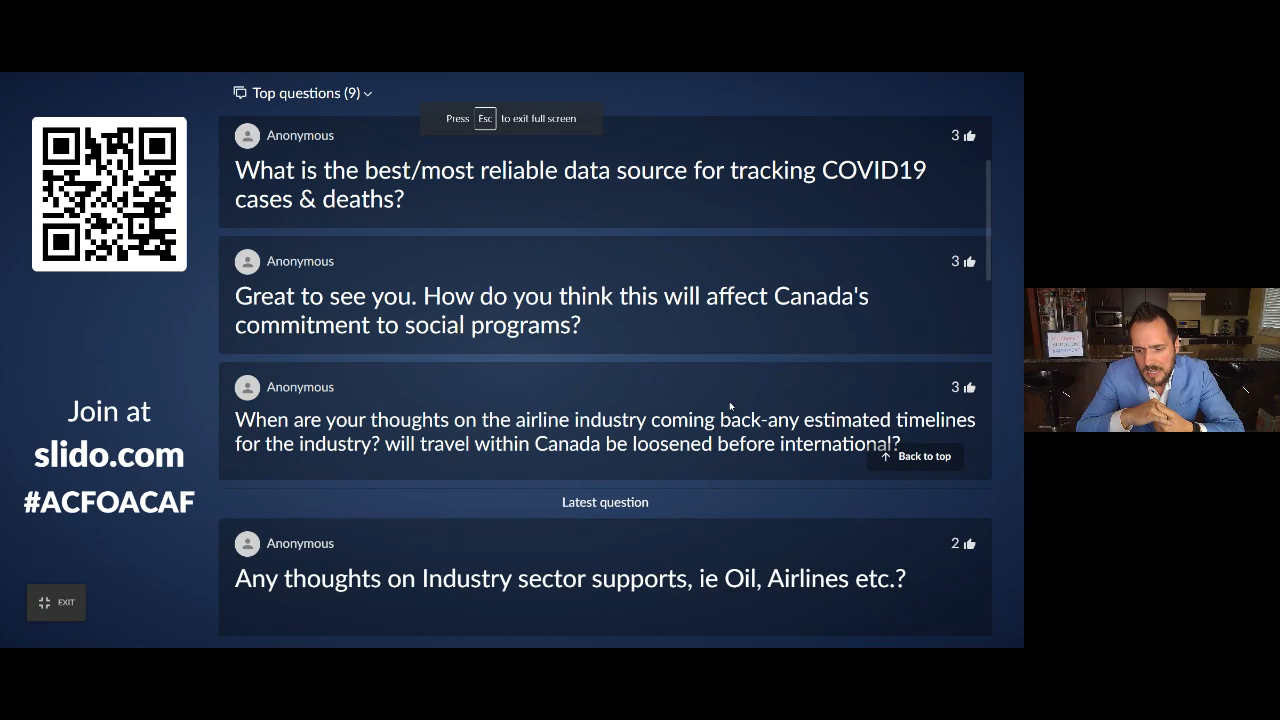 Top questions (9)
Press Esc to exit full screen
Anonymous
3
What is the best/most reliable data source for tracking COVID19
cases & deaths?
Anonymous
3
Great to see you. How do you think this will affect Canada's
commitment to social programs?
Anonymous
3
When are your thoughts on the airline industry coming back-any estimated timelines
for the industry? will travel within Canada be loosened before international?
Back to top
Latest question
Anonymous
2
Any thoughts on Industry sector supports, ie Oil, Airlines etc.?
Join at
slido.com
#ACFOACAF
EXIT